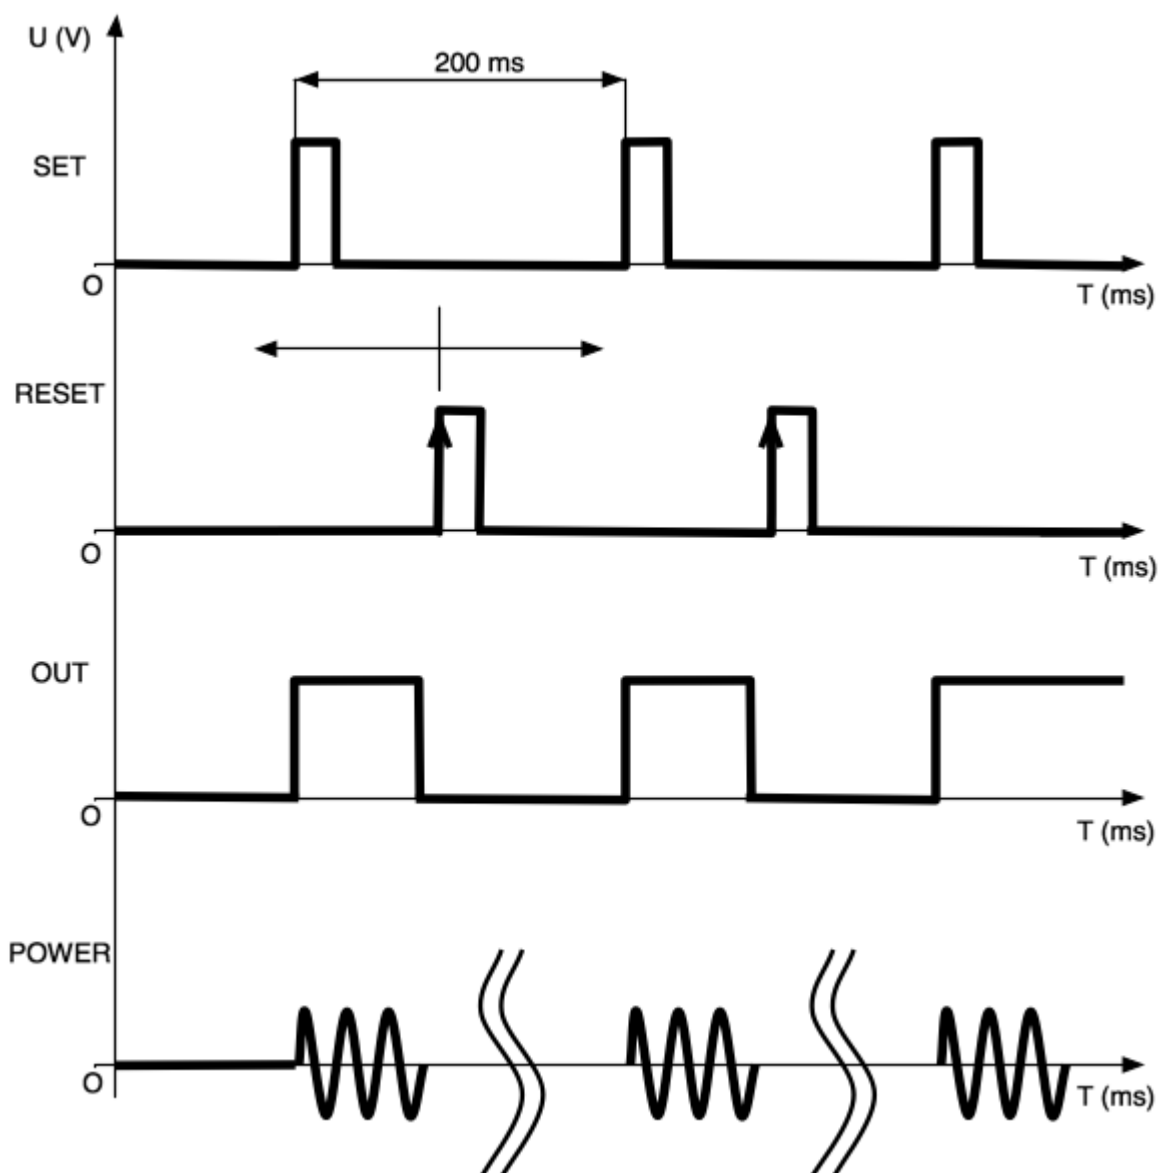 U (V)
200 ms
SET
O
T (ms)
RESET
O
T (ms)
OUT
O
T (ms)
POWER
O
T (ms)